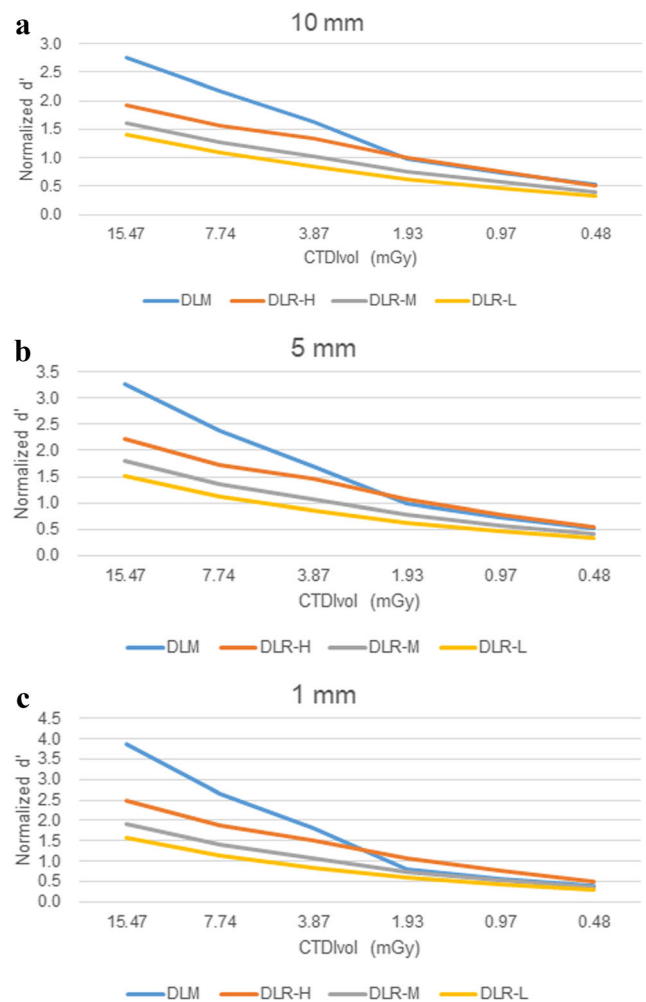 a
10 mm
3.0
2.5
2.0
1.5
1.0
0.5
0.0
Normalized d'
15.47 7.74 3.87 1.93 0.97 0.48
CTDIvol (mGy)
DLM DLR-H DLR-M DLR-L
b
5 mm
3.5
3.0
2.5
2.0
1.5
1.0
0.5
0.0
Normalized d'
15.47 7.74 3.87 1.93 0.97 0.48
CTDIvol (mGy)
DLM DLR-H DLR-M DLR-L
c
1 mm
4.5
4.0
3.5
3.0
2.5
2.0
1.5
1.0
0.5
0.0
Normalized d'
15.47 7.74 3.87 1.93 0.97 0.48
CTDIvol (mGy)
DLM DLR-H DLR-M DLR-L